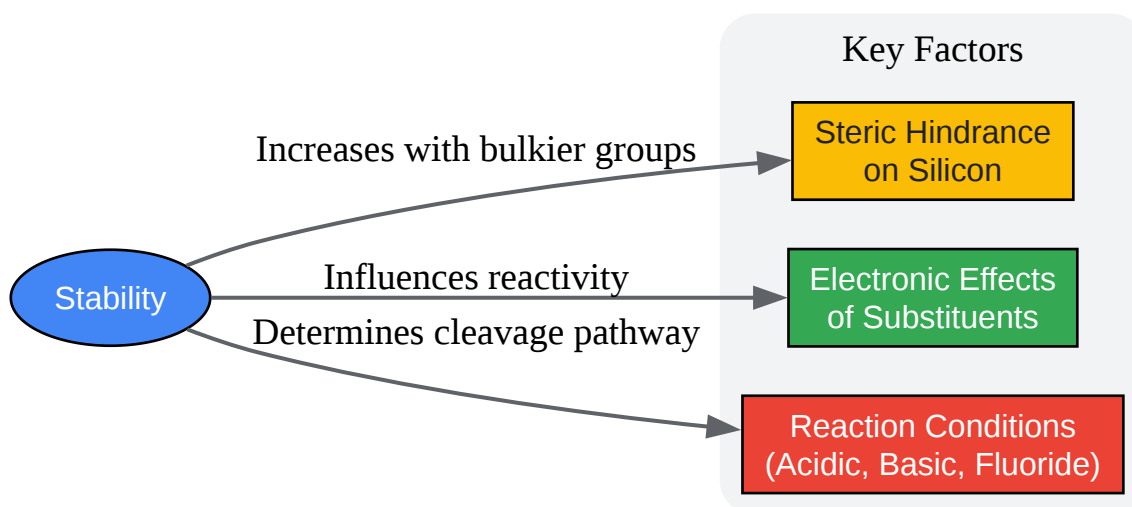 Key Factors
Increases with bulkier groups
Steric Hindrance
on Silicon
Stability
Influences reactivity
Electronic Effects
of Substituents
Determines cleavage pathway
Reaction Conditions
(Acidic, Basic, Fluoride)